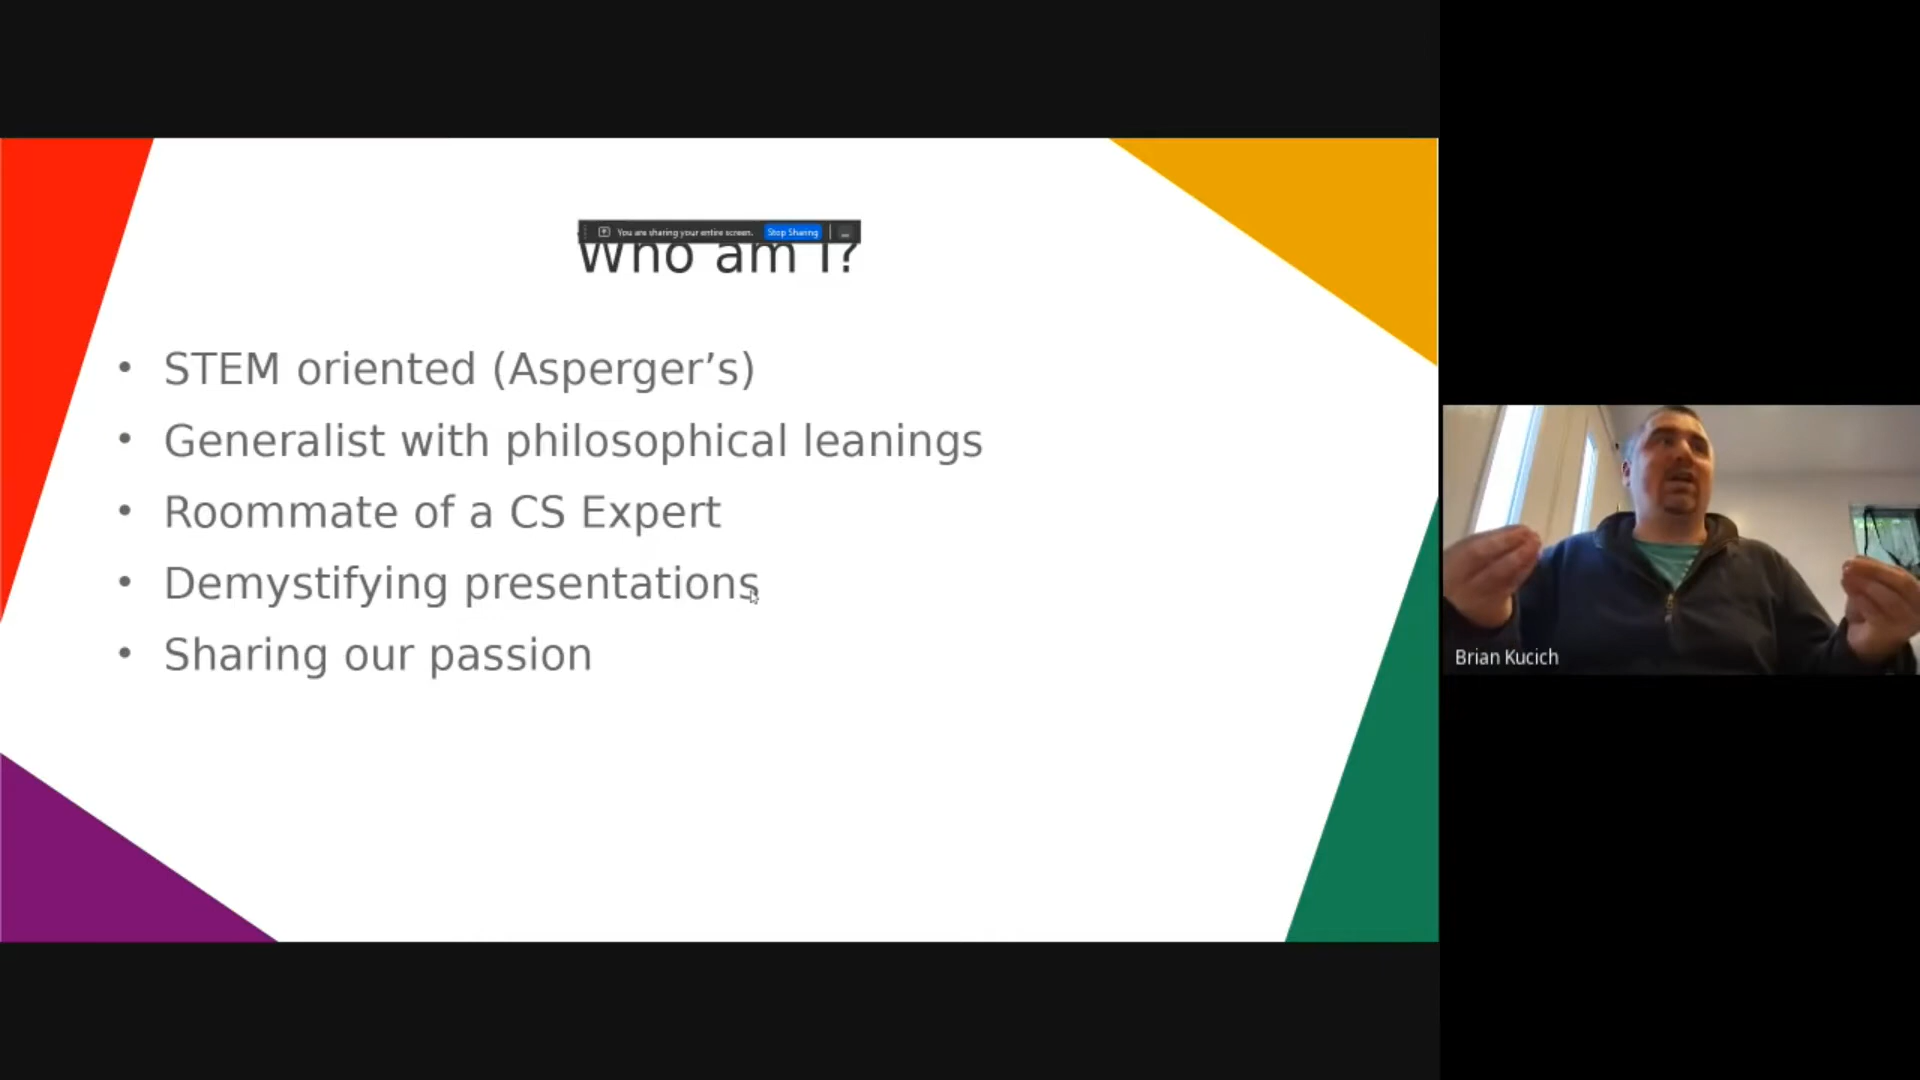 You are sharing your entire screen. Stop Sharing
Who am I?
• STEM oriented (Asperger’s)
• Generalist with philosophical leanings
• Roommate of a CS Expert
• Demystifying presentations
• Sharing our passion
Brian Kucich